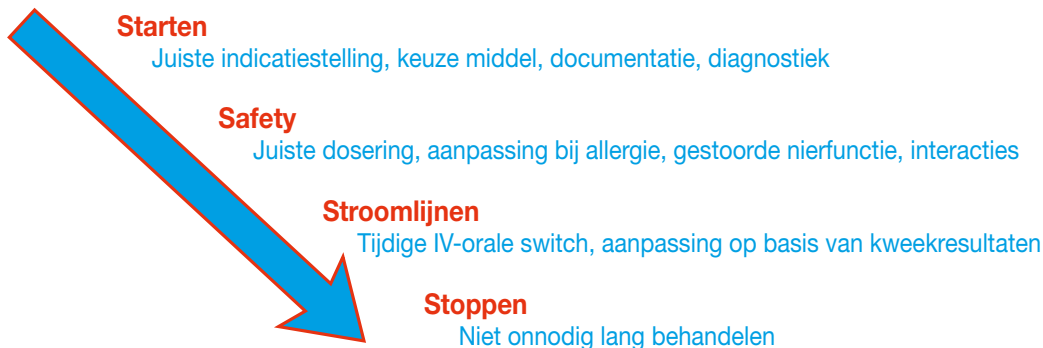 Starten
Juiste indicatiestelling, keuze middel, documentatie, diagnostiek
Safety
Juiste dosering, aanpassing bij allergie, gestoorde nierfunctie, interacties
Stroomlijnen
Tijdige IV-orale switch, aanpassing op basis van kweekresultaten
Stoppen
Niet onnodig lang behandelen